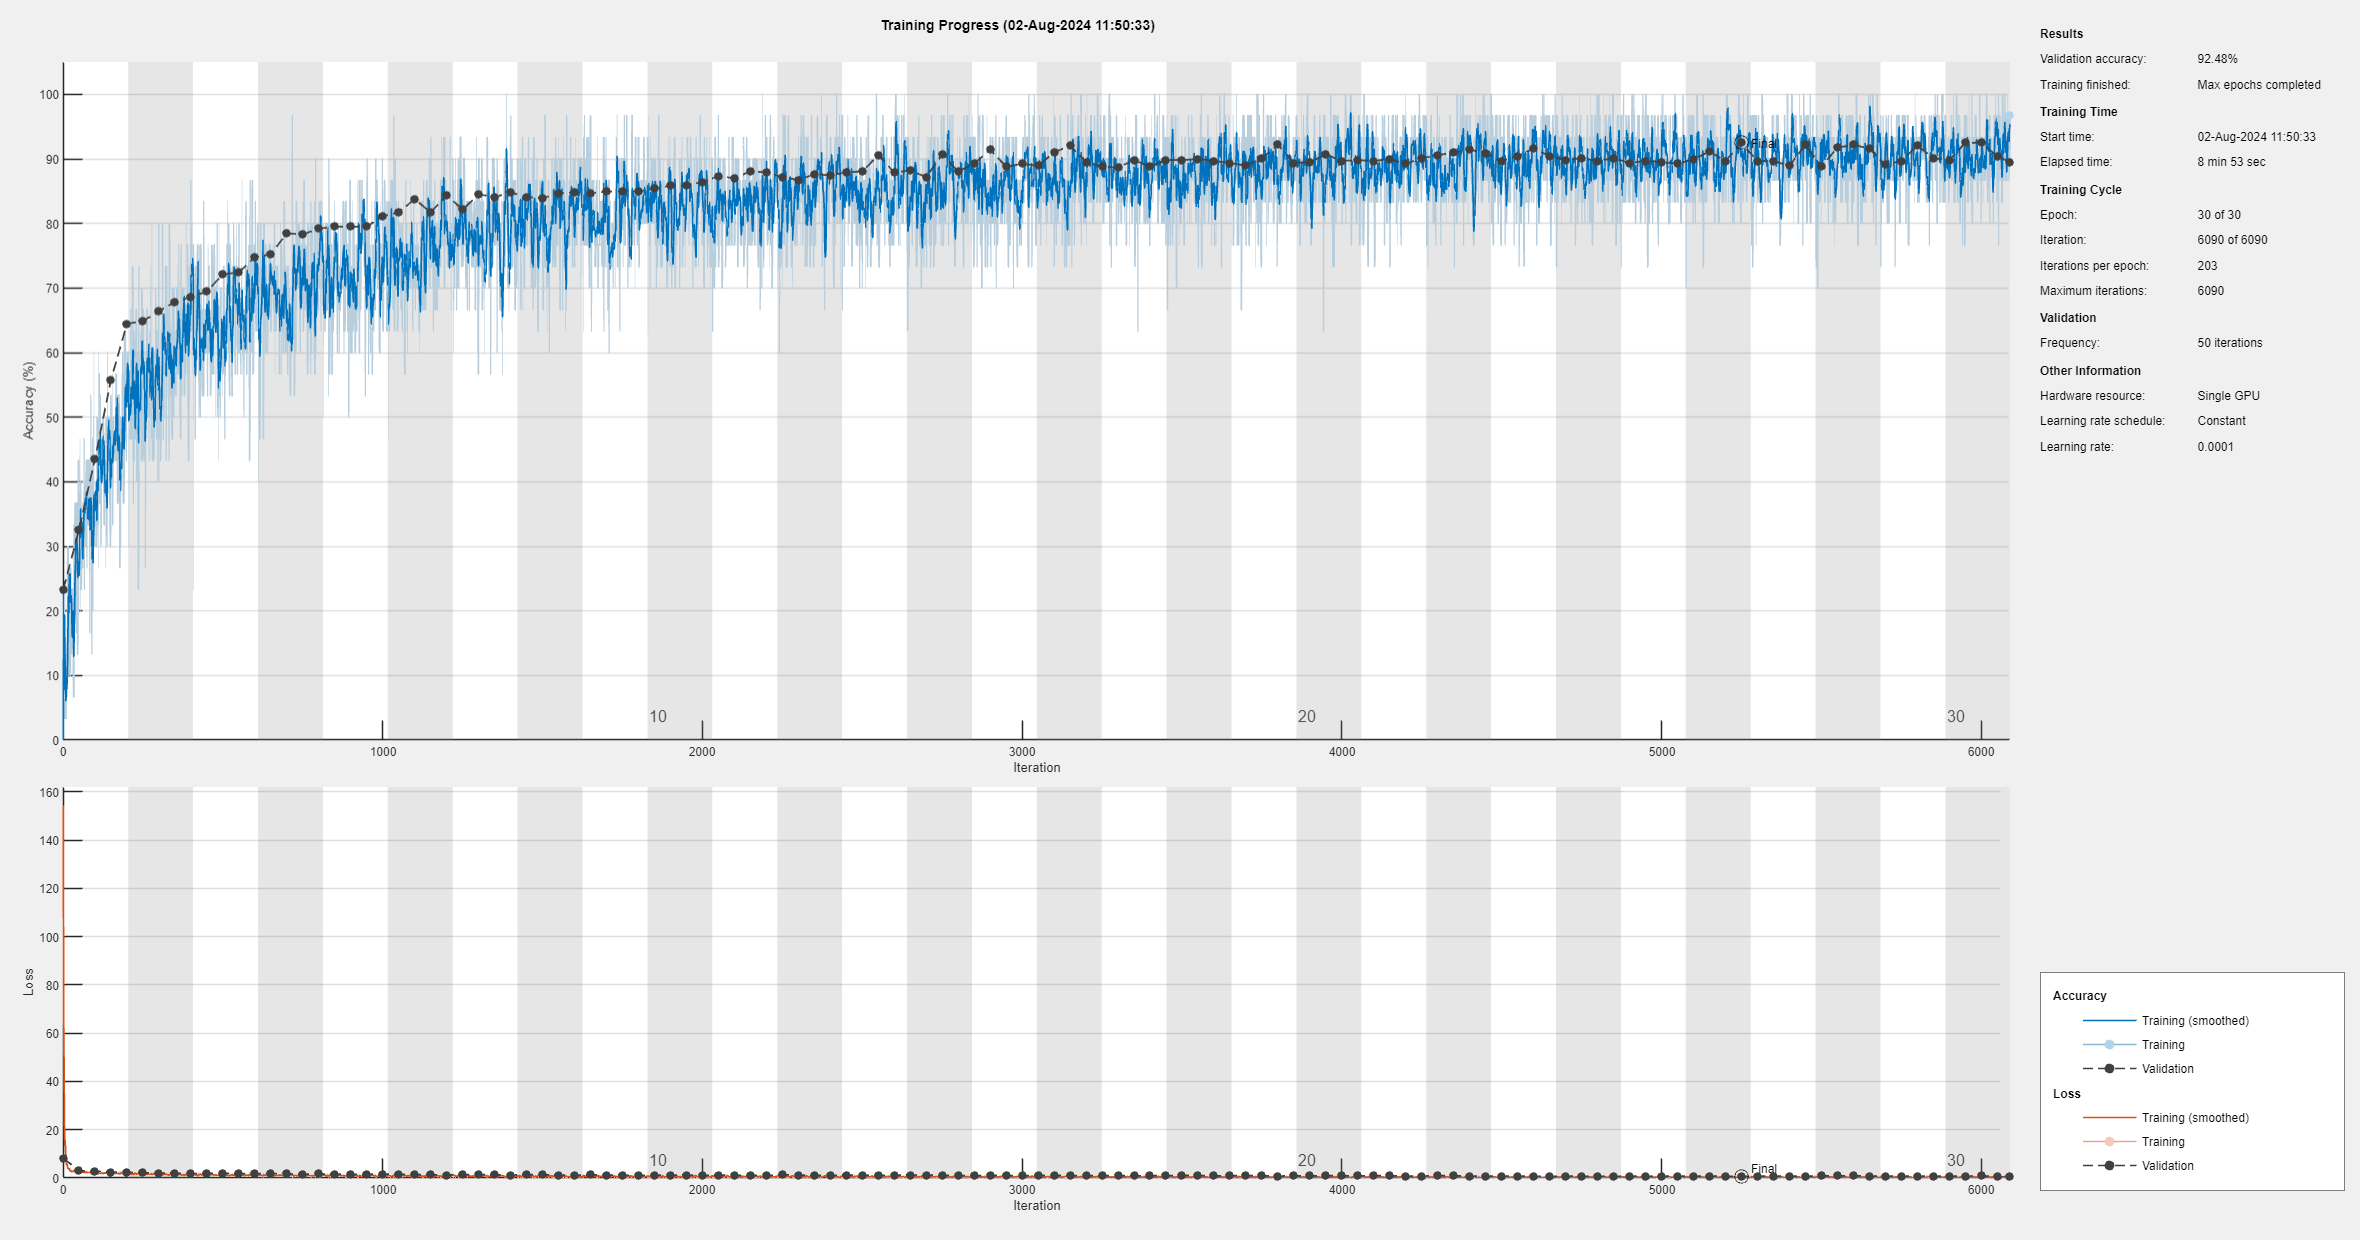 Training Progress (02-Aug-2024 11:50:33)
100
90
80
70
60
50
40
30
20
10
0
Accuracy (%)
Final
10
20
30
0
1000
2000
3000
4000
5000
6000
Iteration
160
140
120
100
80
60
40
20
0
Loss
Final
10
20
30
0
1000
2000
3000
4000
5000
6000
Iteration
Results
Validation accuracy: 92.48%
Training finished: Max epochs completed
Training Time
Start time: 02-Aug-2024 11:50:33
Elapsed time: 8 min 53 sec
Training Cycle
Epoch: 30 of 30
Iteration: 6090 of 6090
Iterations per epoch: 203
Maximum iterations: 6090
Validation
Frequency: 50 iterations
Other Information
Hardware resource: Single GPU
Learning rate schedule: Constant
Learning rate: 0.0001
Accuracy
Training (smoothed)
Training
Validation
Loss
Training (smoothed)
Training
Validation